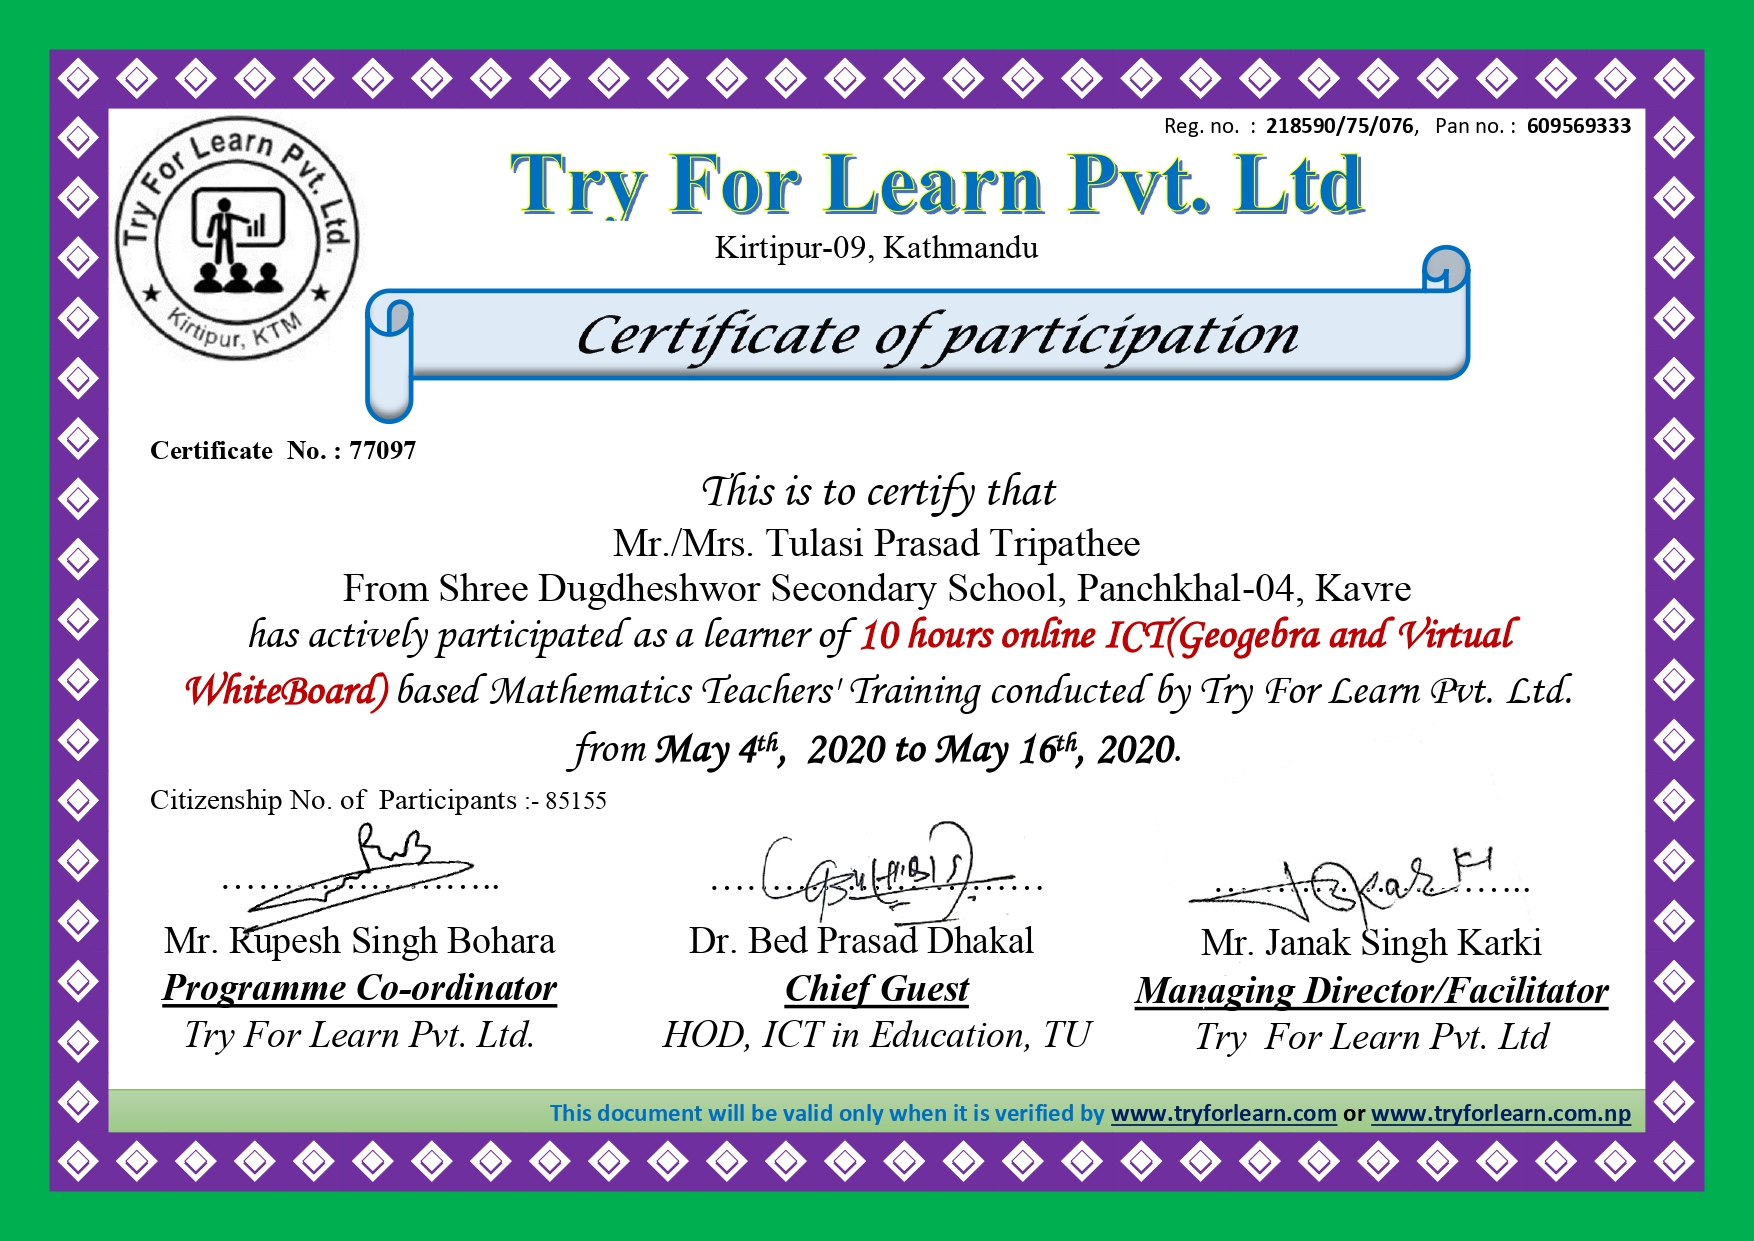 Reg. no. : 218590/75/076, Pan no. : 609569333
Try For Learn Pvt. Ltd.
Kirtipur, KTM
Try For Learn Pvt. Ltd
Kirtipur-09, Kathmandu
Certificate of participation
Certificate No. : 77097
This is to certify that
Mr./Mrs. Tulasi Prasad Tripathee
From Shree Dugdheshwor Secondary School, Panchkhal-04, Kavre
has actively participated as a learner of 10 hours online ICT(Geogebra and Virtual
WhiteBoard) based Mathematics Teachers' Training conducted by Try For Learn Pvt. Ltd.
from May 4th, 2020 to May 16th, 2020.
Citizenship No. of Participants :- 85155
Mr. Rupesh Singh Bohara
Programme Co-ordinator
Try For Learn Pvt. Ltd.
Dr. Bed Prasad Dhakal
Chief Guest
HOD, ICT in Education, TU
Mr. Janak Singh Karki
Managing Director/Facilitator
Try For Learn Pvt. Ltd
This document will be valid only when it is verified by www.tryforlearn.com or www.tryforlearn.com.np